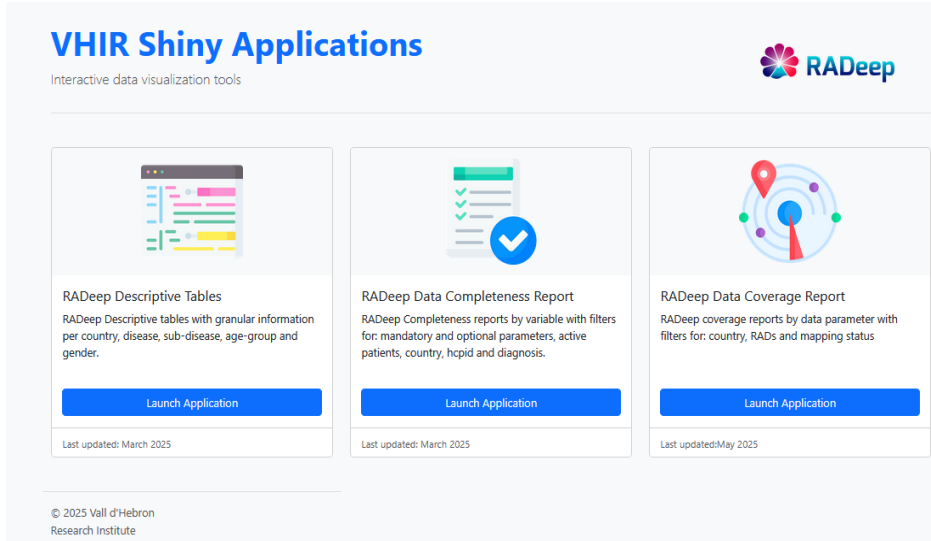 VHIR Shiny Applications
Interactive data visualization tools
RADeep
RADeep Descriptive Tables
RADeep Descriptive tables with granular information
per country, disease, sub-disease, age-group and
gender.
Launch Application
Last updated: March 2025
RADeep Data Completeness Report
RADeep Completeness reports by variable with filters
for: mandatory and optional parameters, active
patients, country, hcpid and diagnosis.
Launch Application
Last updated: March 2025
RADeep Data Coverage Report
RADeep coverage reports by data parameter with
filters for: country, RADs and mapping status
Launch Application
Last updated:May 2025
© 2025 Vall d'Hebron
Research Institute